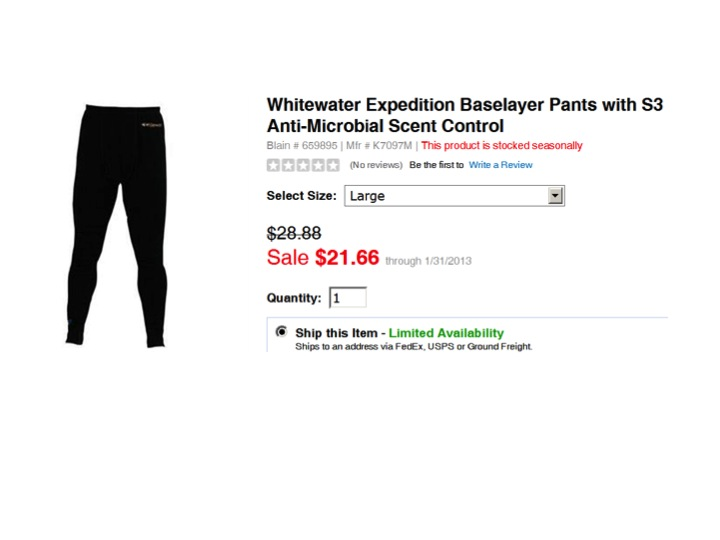 Whitewater Expedition Baselayer Pants with S3
Anti-Microbial Scent Control
Blain # 659895 | Mfr # K7097M | This product is stocked seasonally
(No reviews) Be the first to Write a Review
Select Size: Large
$28.88
Sale $21.66 through 1/31/2013
Quantity: 1
Ship this Item - Limited Availability
Ships to an address via FedEx, USPS or Ground Freight.